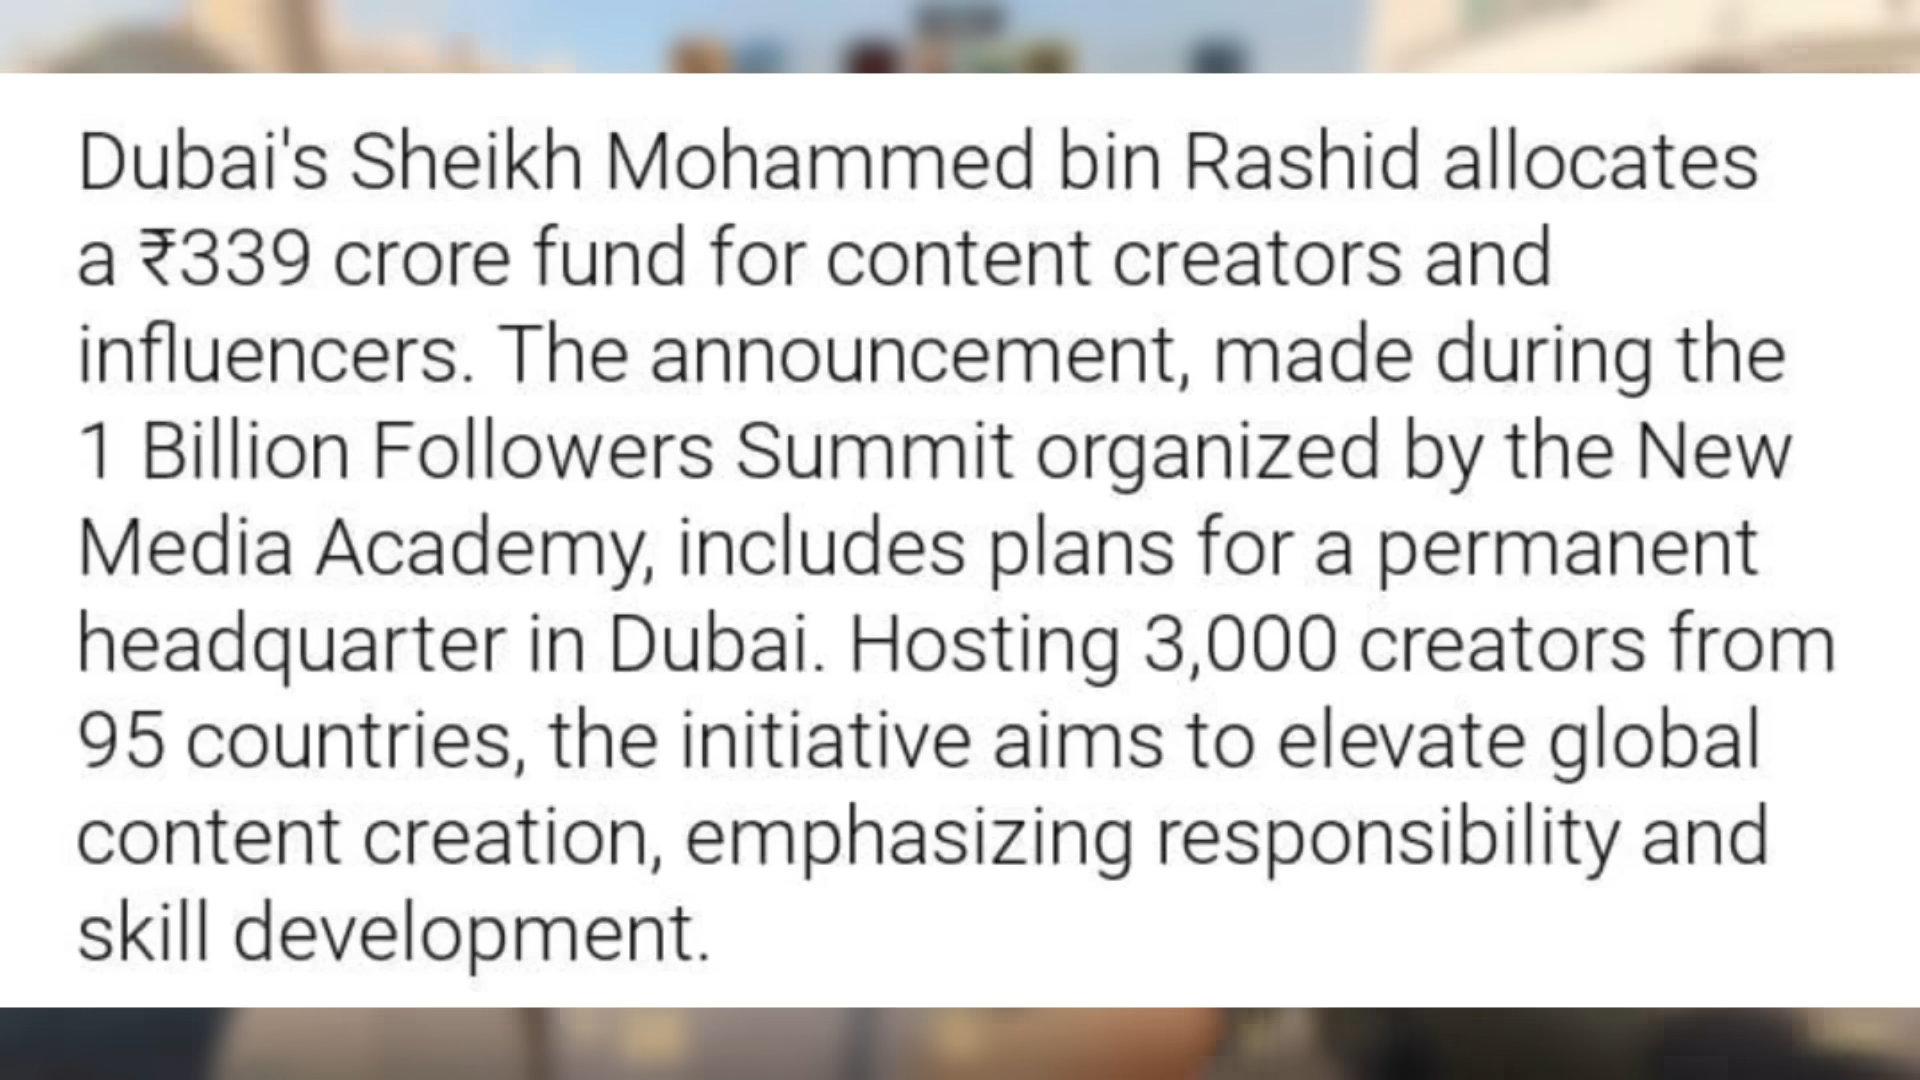 Dubai's Sheikh Mohammed bin Rashid allocates
a ₹339 crore fund for content creators and
influencers. The announcement, made during the
1 Billion Followers Summit organized by the New
Media Academy, includes plans for a permanent
headquarter in Dubai. Hosting 3,000 creators from
95 countries, the initiative aims to elevate global
content creation, emphasizing responsibility and
skill development.